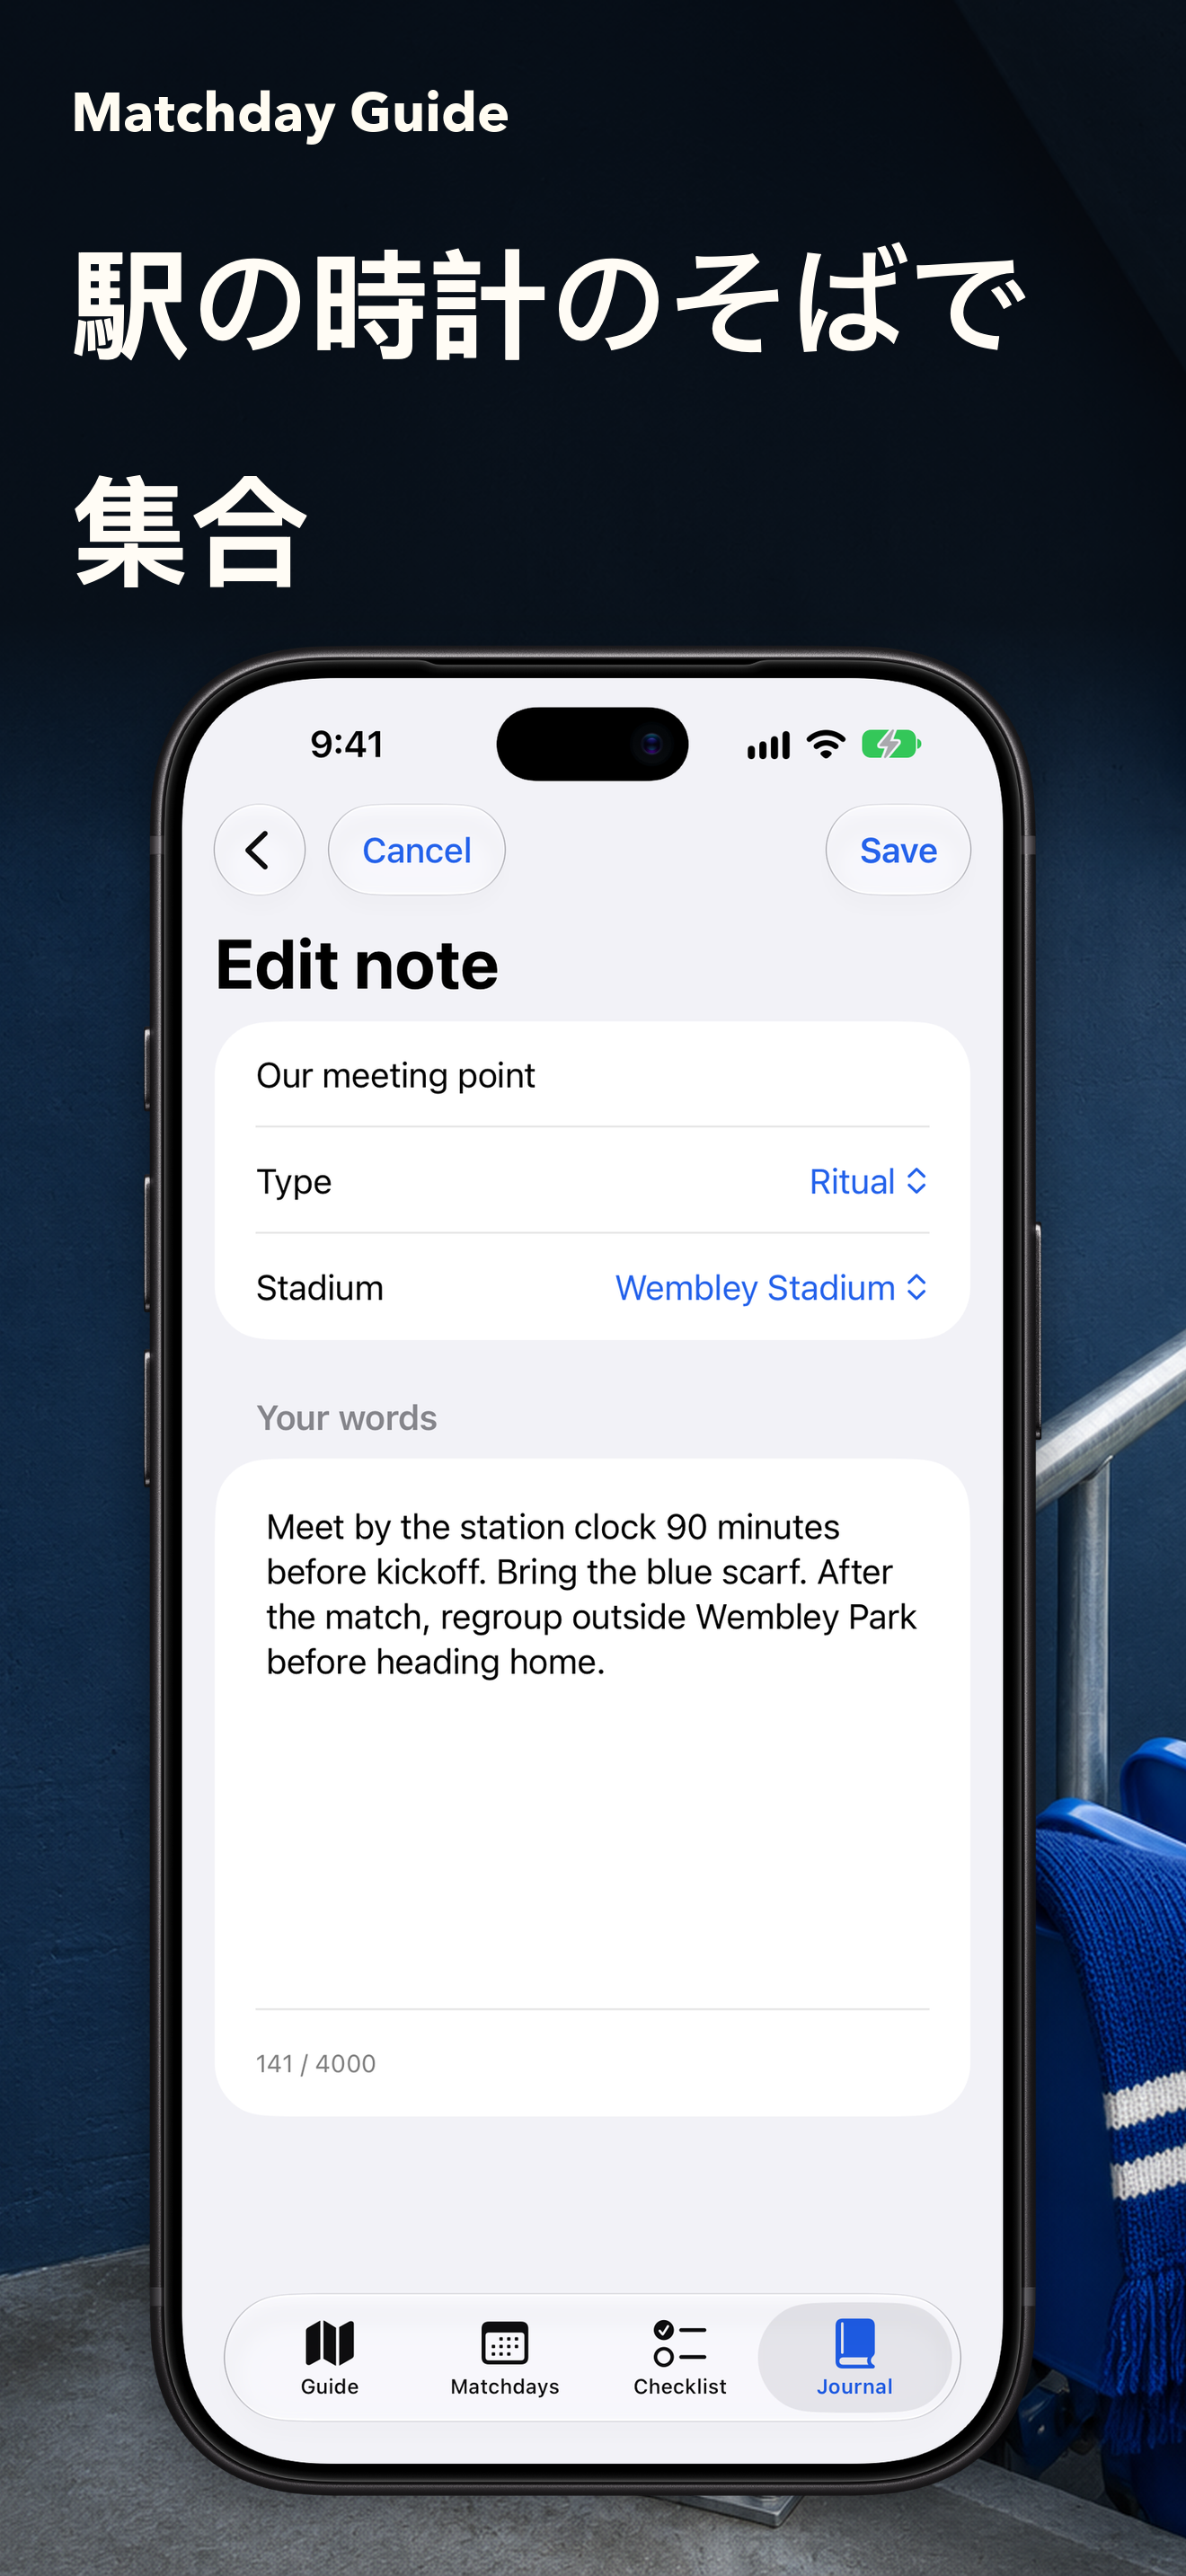 Matchday Guide
駅の時計のそばで
集合
9:41
Cancel
Save
Edit note
Our meeting point
Type
Ritual
Stadium
Wembley Stadium
Your words
Meet by the station clock 90 minutes
before kickoff. Bring the blue scarf. After
the match, regroup outside Wembley Park
before heading home.
141 / 4000
Guide
Matchdays
Checklist
Journal